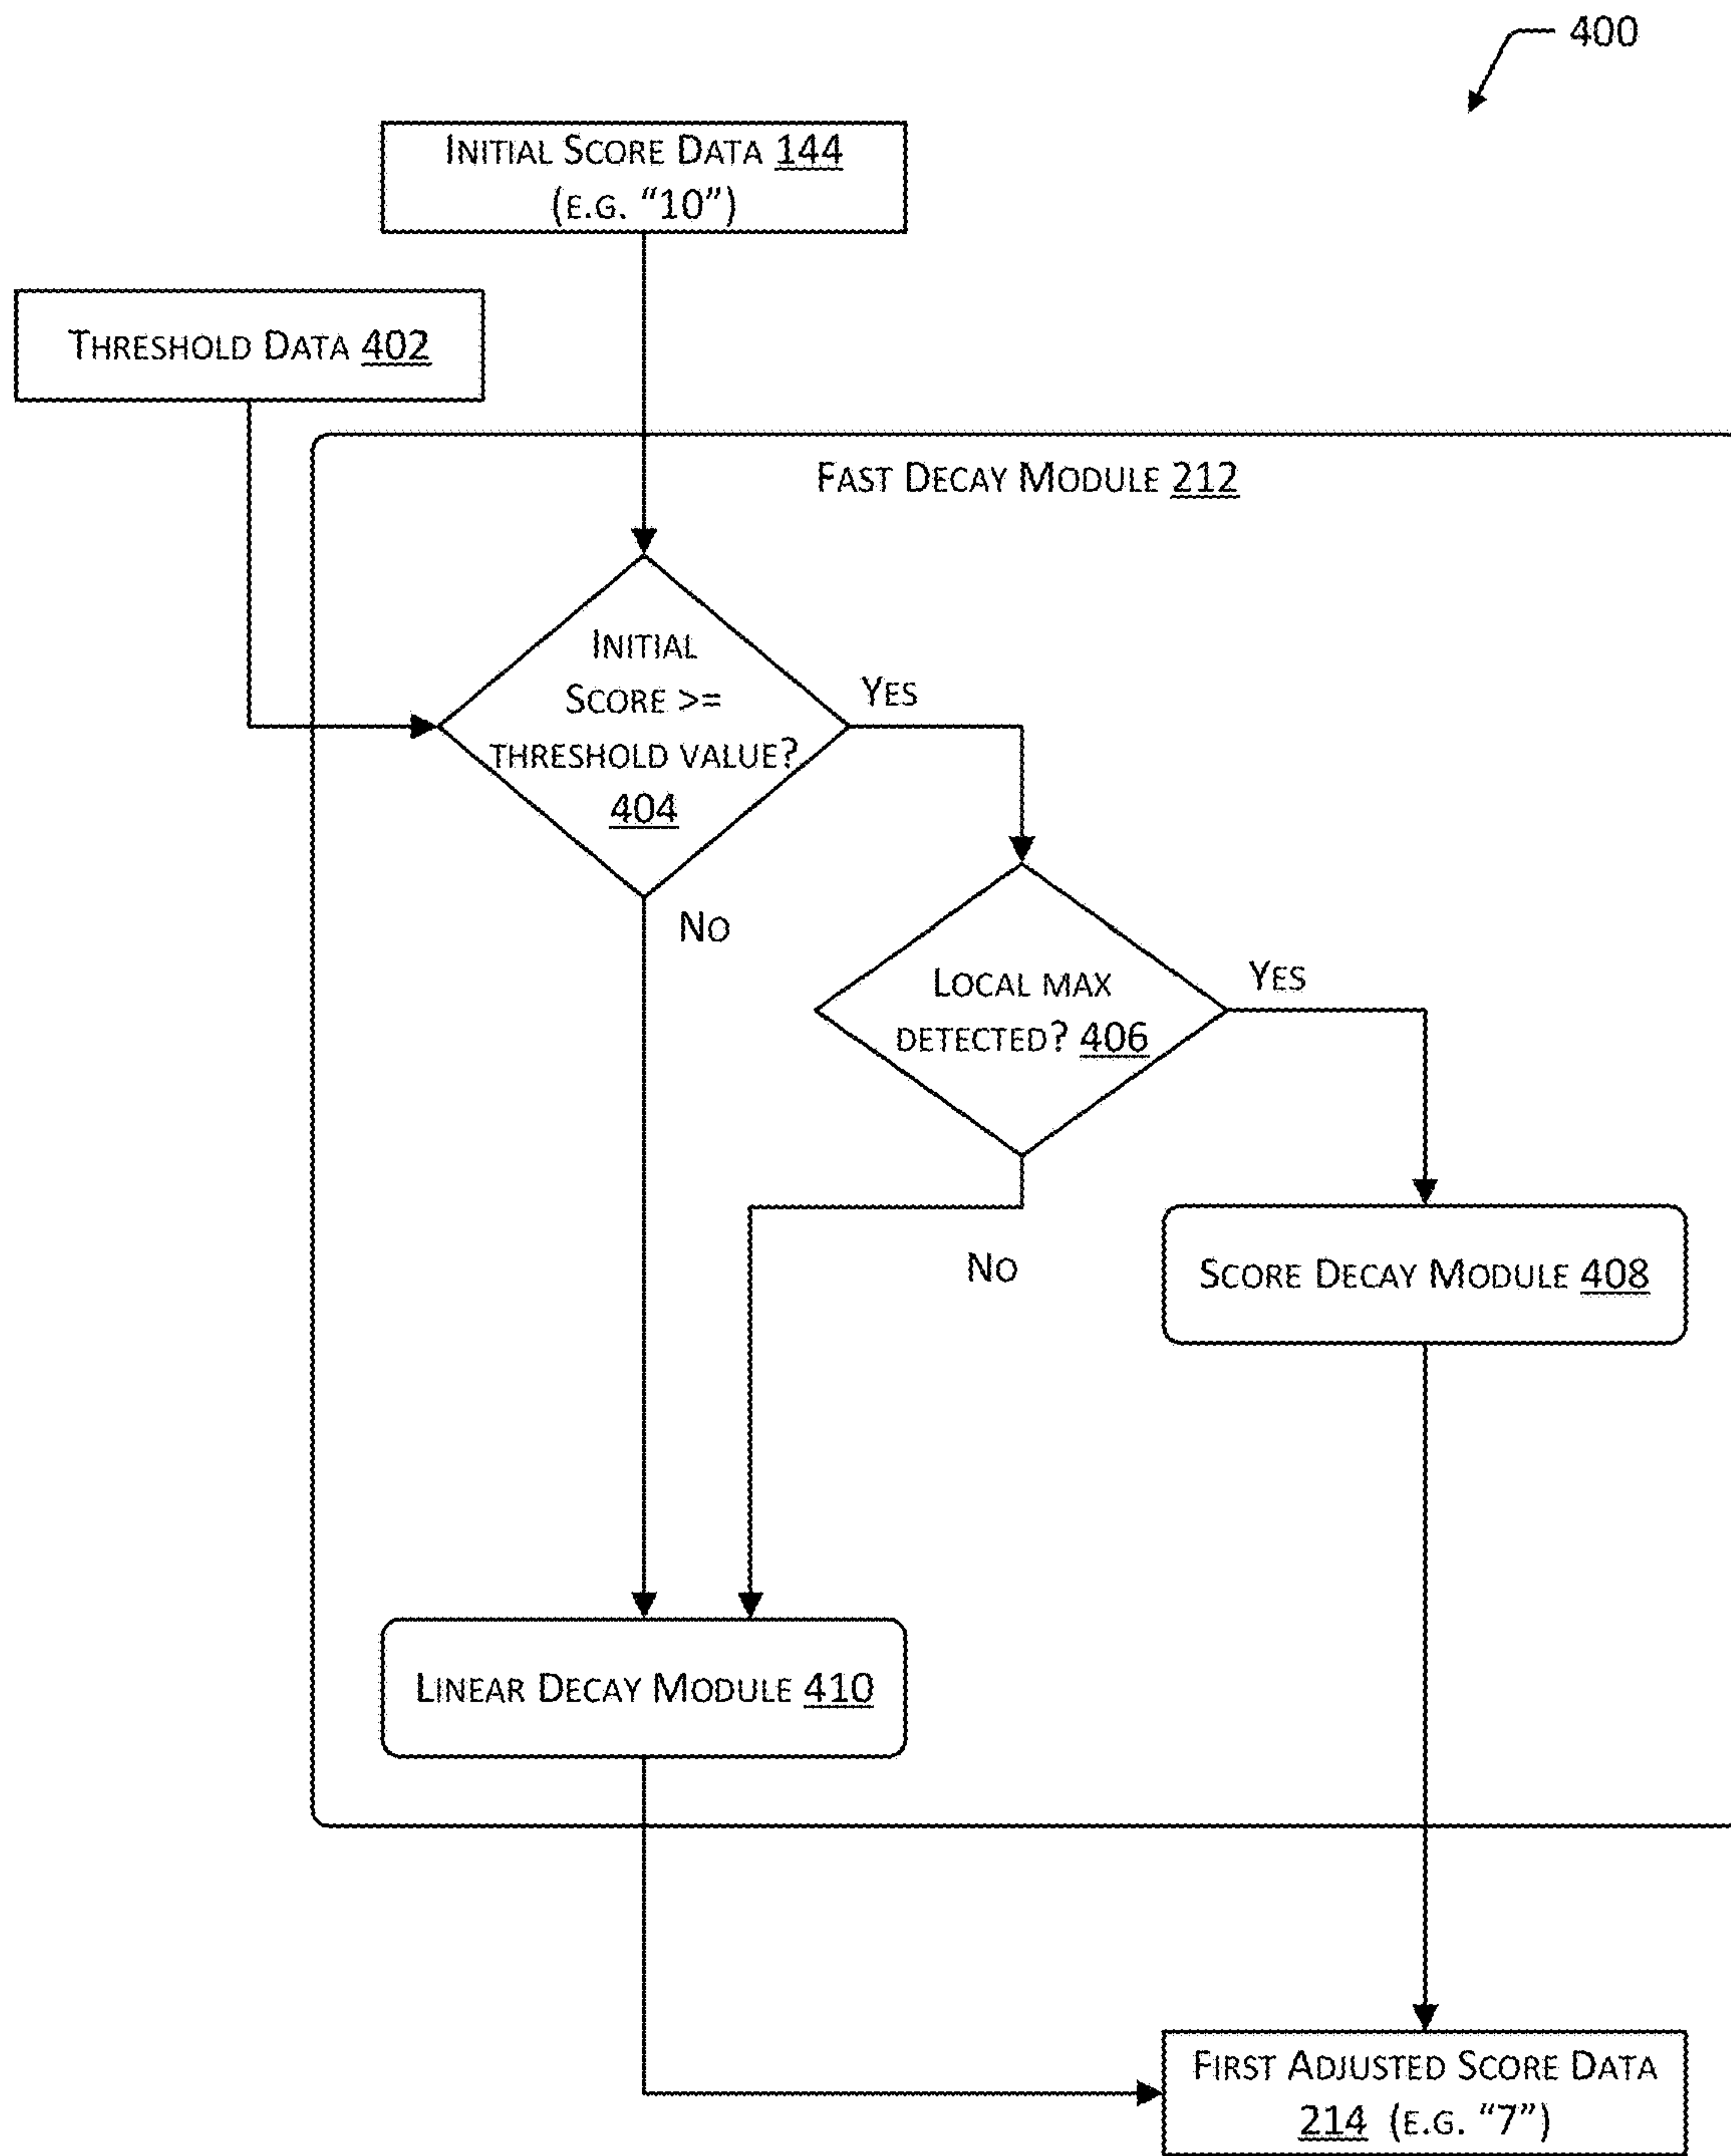 400
INITIAL SCORE DATA 144
(E.G. “10”)
THRESHOLD DATA 402
FAST DECAY MODULE 212
INITIAL
SCORE >=
THRESHOLD VALUE?
404
YES
NO
LOCAL MAX
DETECTED? 406
YES
NO
SCORE DECAY MODULE 408
LINEAR DECAY MODULE 410
FIRST ADJUSTED SCORE DATA
214 (E.G. “7”)